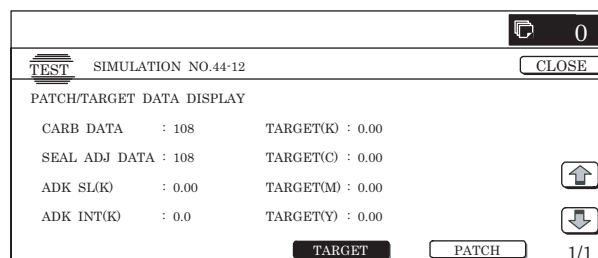 0
TEST SIMULATION NO.44-12 CLOSE
PATCH/TARGET DATA DISPLAY
CARB DATA : 108 TARGET(K) : 0.00
SEAL ADJ DATA : 108 TARGET(C) : 0.00
ADK SL(K) : 0.00 TARGET(M) : 0.00
ADK INT(K) : 0.0 TARGET(Y) : 0.00
TARGET PATCH 1/1